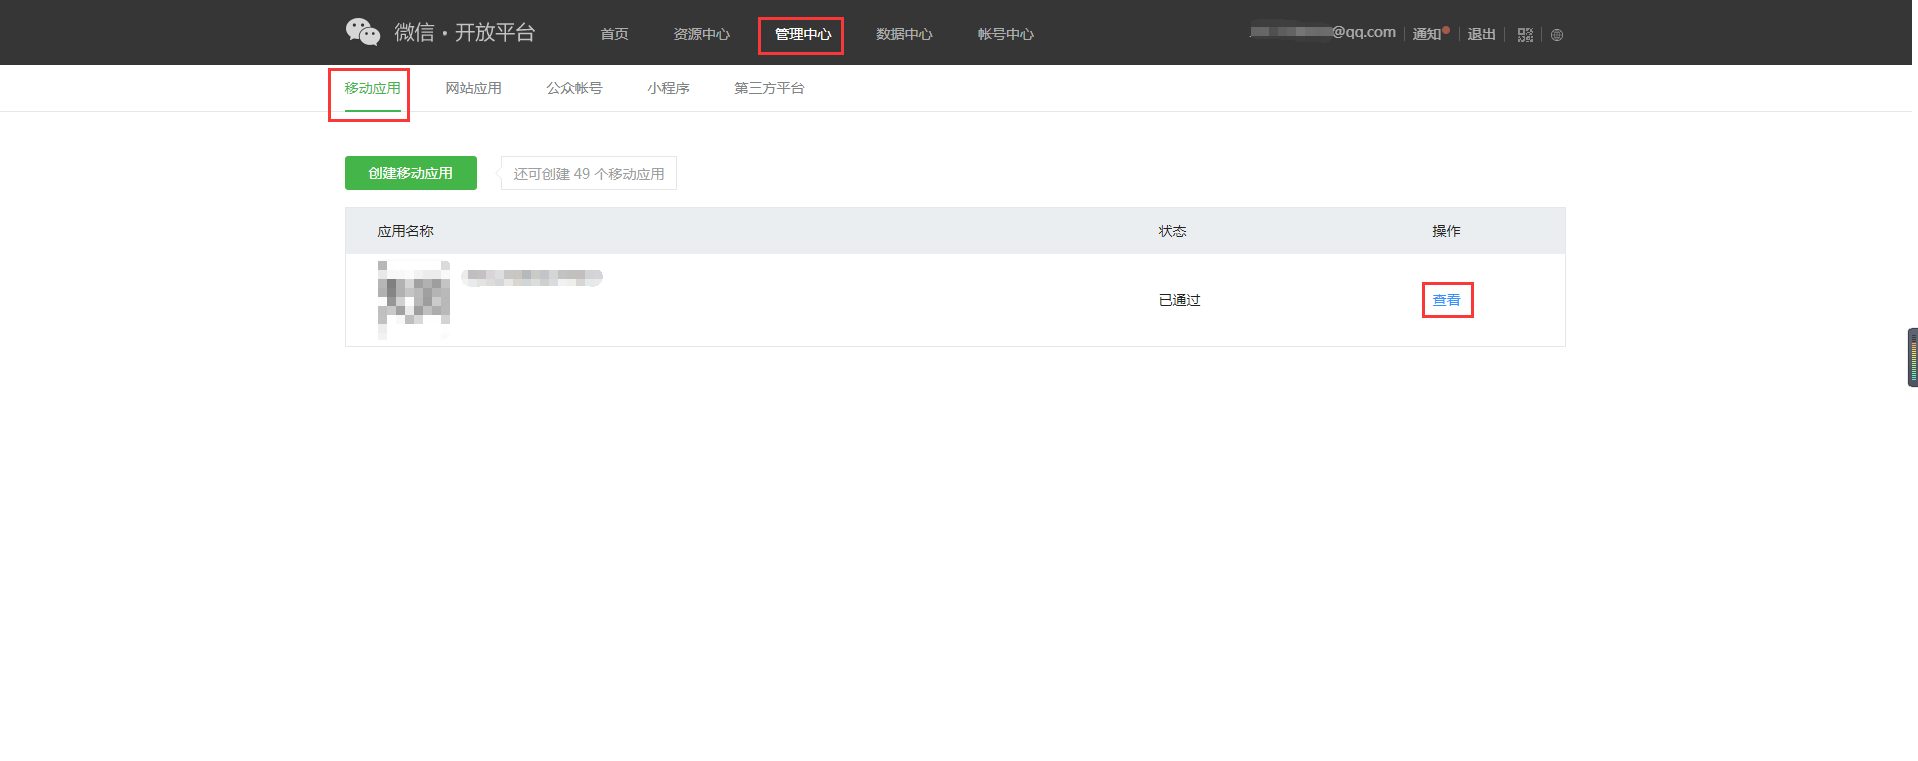 微信·开放平台 首页 资源中心 管理中心 数据中心 帐号中心 @qq.com 通知 退出
移动应用 网站应用 公众帐号 小程序 第三方平台
创建移动应用 还可创建 49 个移动应用
应用名称 状态 操作
已通过 查看